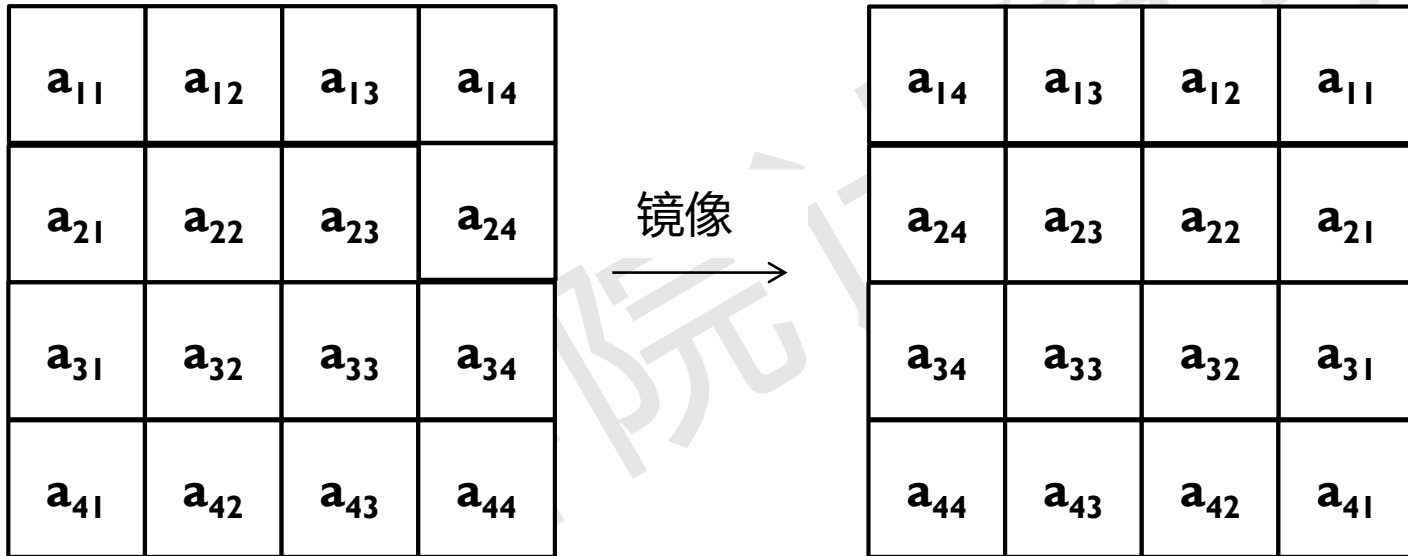 a11 a12 a13 a14 a14 a13 a12 a11
a21 a22 a23 a24 镜像 a24 a23 a22 a21
a31 a32 a33 a34 a34 a33 a32 a31
a41 a42 a43 a44 a44 a43 a42 a41
院